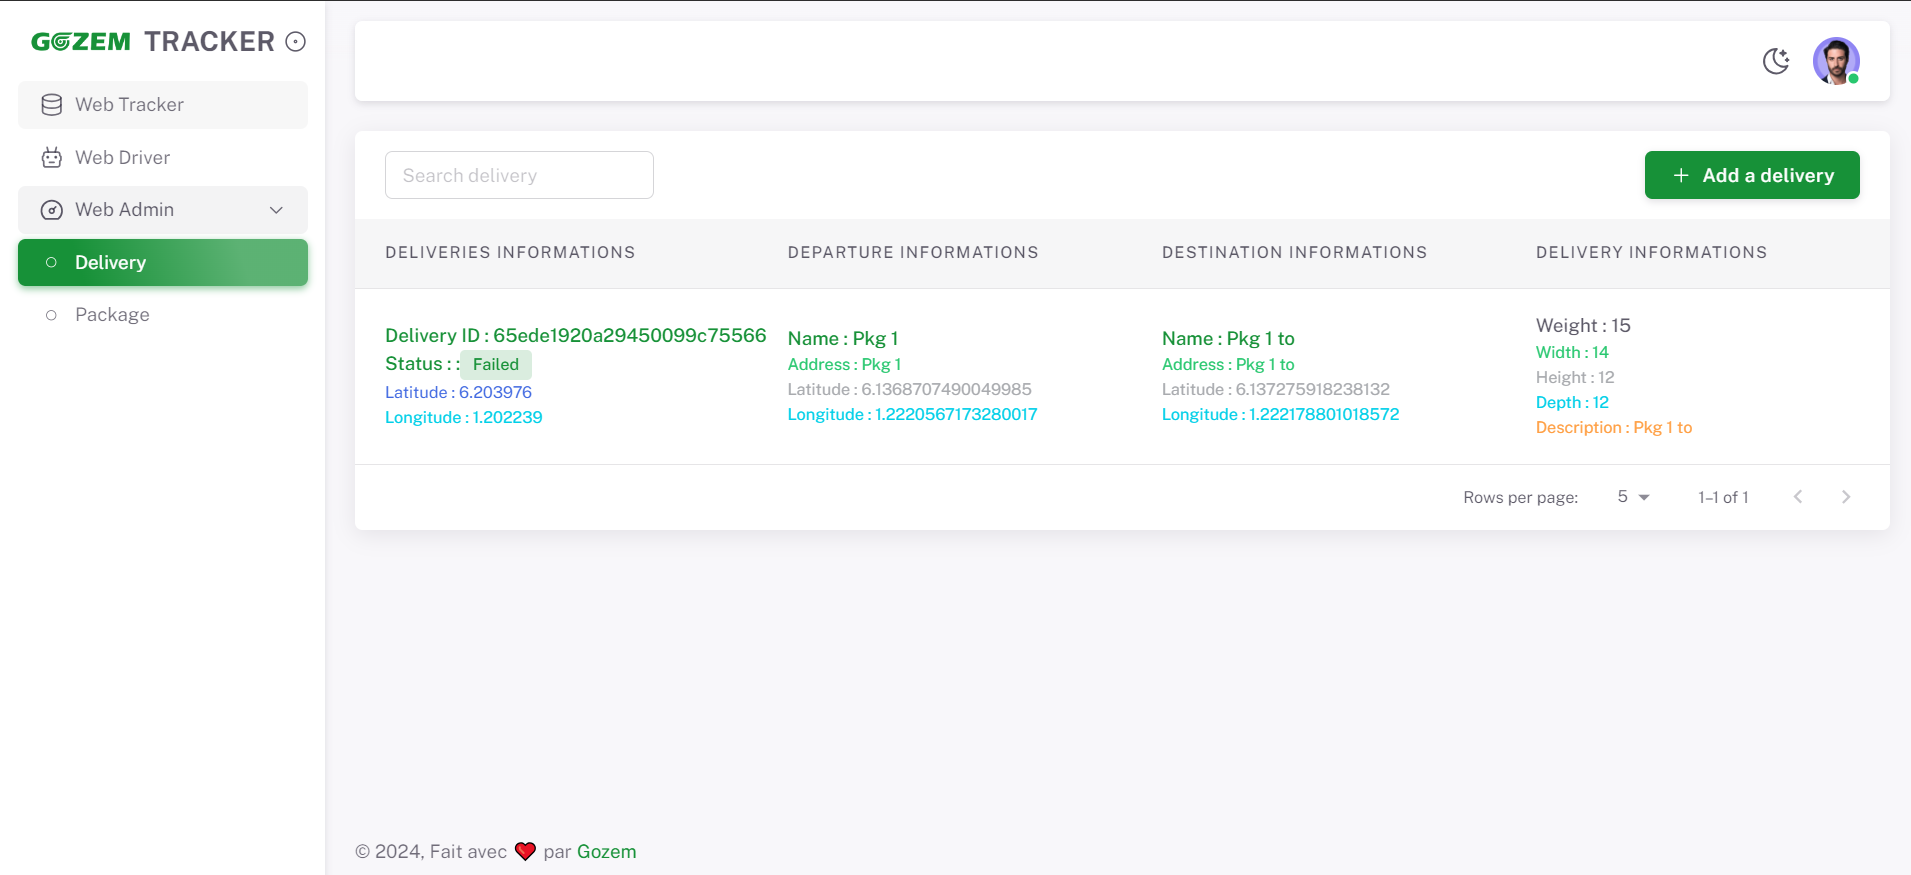 GOZEM TRACKER
Web Tracker
Web Driver
Web Admin
Delivery
Package
Search delivery
Add a delivery
DELIVERIES INFORMATIONS
DEPARTURE INFORMATIONS
DESTINATION INFORMATIONS
DELIVERY INFORMATIONS
Delivery ID : 65ede1920a29450099c75566
Status : : Failed
Latitude : 6.203976
Longitude : 1.202239
Name : Pkg 1
Address : Pkg 1
Latitude : 6.1368707490049985
Longitude : 1.2220567173280017
Name : Pkg 1 to
Address : Pkg 1 to
Latitude : 6.137275918238132
Longitude : 1.222178801018572
Weight : 15
Width : 14
Height : 12
Depth : 12
Description : Pkg 1 to
Rows per page: 5 1–1 of 1
© 2024, Fait avec ❤️ par Gozem